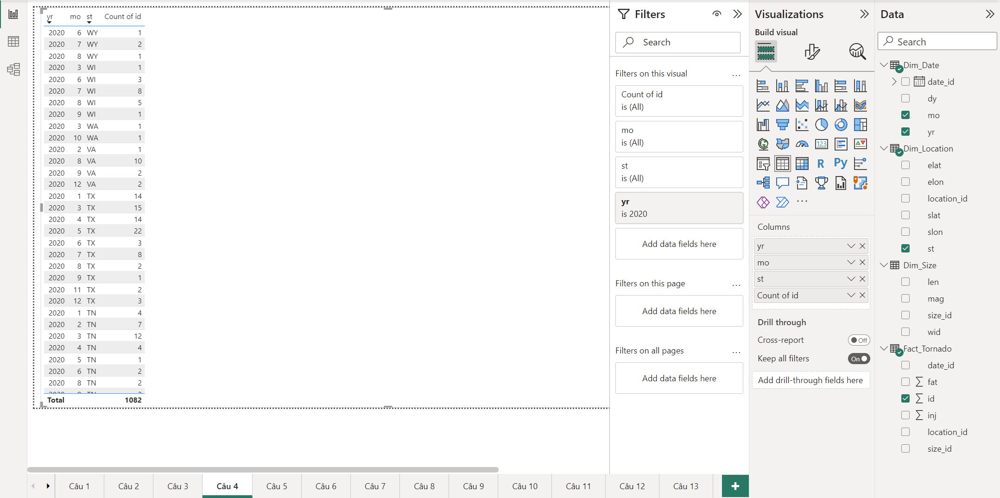 yr mo st Count of id
2020 6 WY 1
2020 7 WY 2
2020 8 WY 1
2020 3 WI 1
2020 6 WI 3
2020 7 WI 8
2020 8 WI 5
2020 9 WI 1
2020 3 WA 1
2020 10 WA 1
2020 2 VA 1
2020 8 VA 10
2020 9 VA 2
2020 12 VA 2
2020 1 TX 14
2020 3 TX 15
2020 4 TX 14
2020 5 TX 22
2020 6 TX 3
2020 7 TX 8
2020 8 TX 2
2020 9 TX 1
2020 11 TX 2
2020 12 TX 3
2020 1 TN 4
2020 2 TN 7
2020 3 TN 12
2020 4 TN 4
2020 5 TN 1
2020 6 TN 2
2020 8 TN 2
Total 1082
Filters
Search
Filters on this visual ...
Count of id
is (All)
mo
is (All)
st
is (All)
yr
is 2020
Add data fields here
Filters on this page ...
Add data fields here
Filters on all pages ...
Add data fields here
Visualizations
Build visual
123
R
Py
...
Columns
yr
mo
st
Count of id
Drill through
Cross-report Off
Keep all filters On
Add drill-through fields here
Data
Search
Dim_Date
date_id
dy
mo
yr
Dim_Location
elat
elon
location_id
slat
slon
st
Dim_Size
len
mag
size_id
wid
Fact_Tornado
date_id
∑ fat
∑ id
∑ inj
location_id
size_id
Câu 1 Câu 2 Câu 3 Câu 4 Câu 5 Câu 6 Câu 7 Câu 8 Câu 9 Câu 10 Câu 11 Câu 12 Câu 13 +